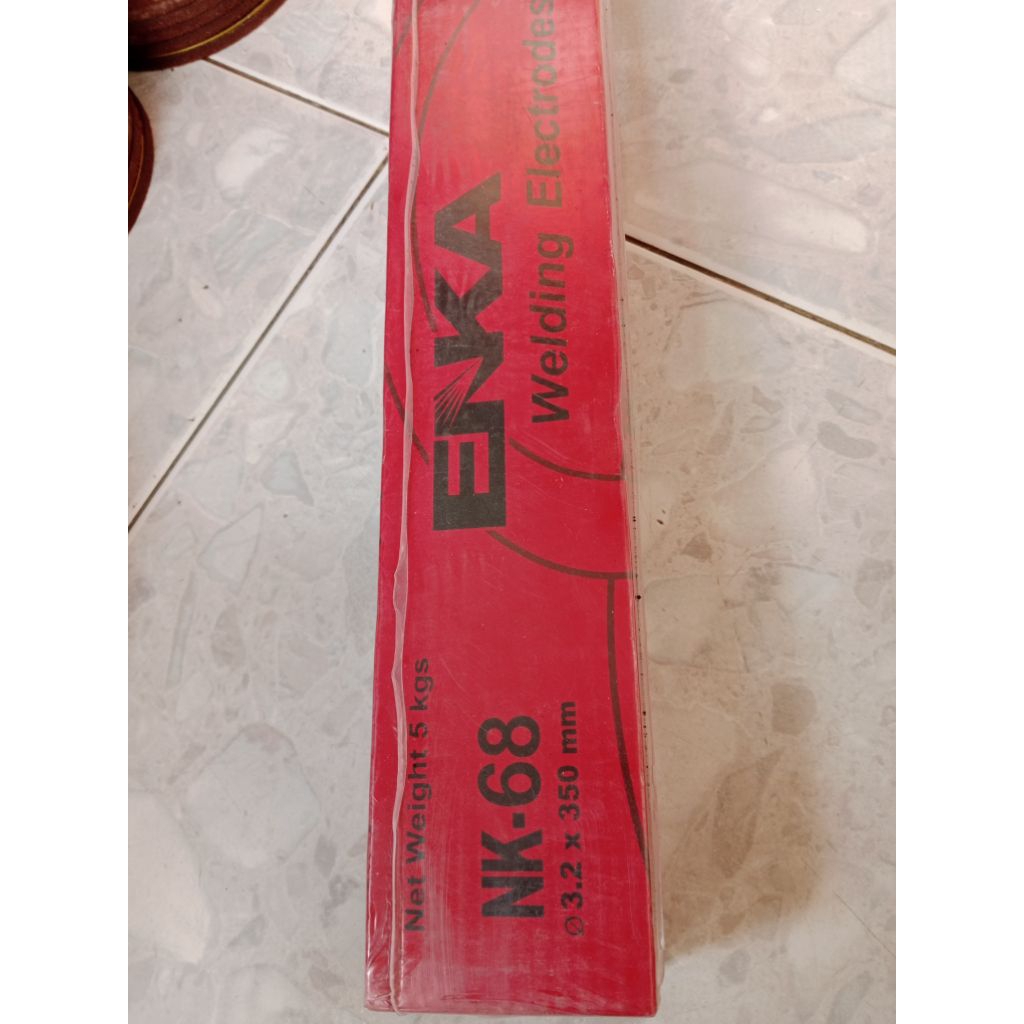 ENKA
Welding Electrodes
Net Weight 5 kgs
NK-68
⌀3.2 x 350 mm